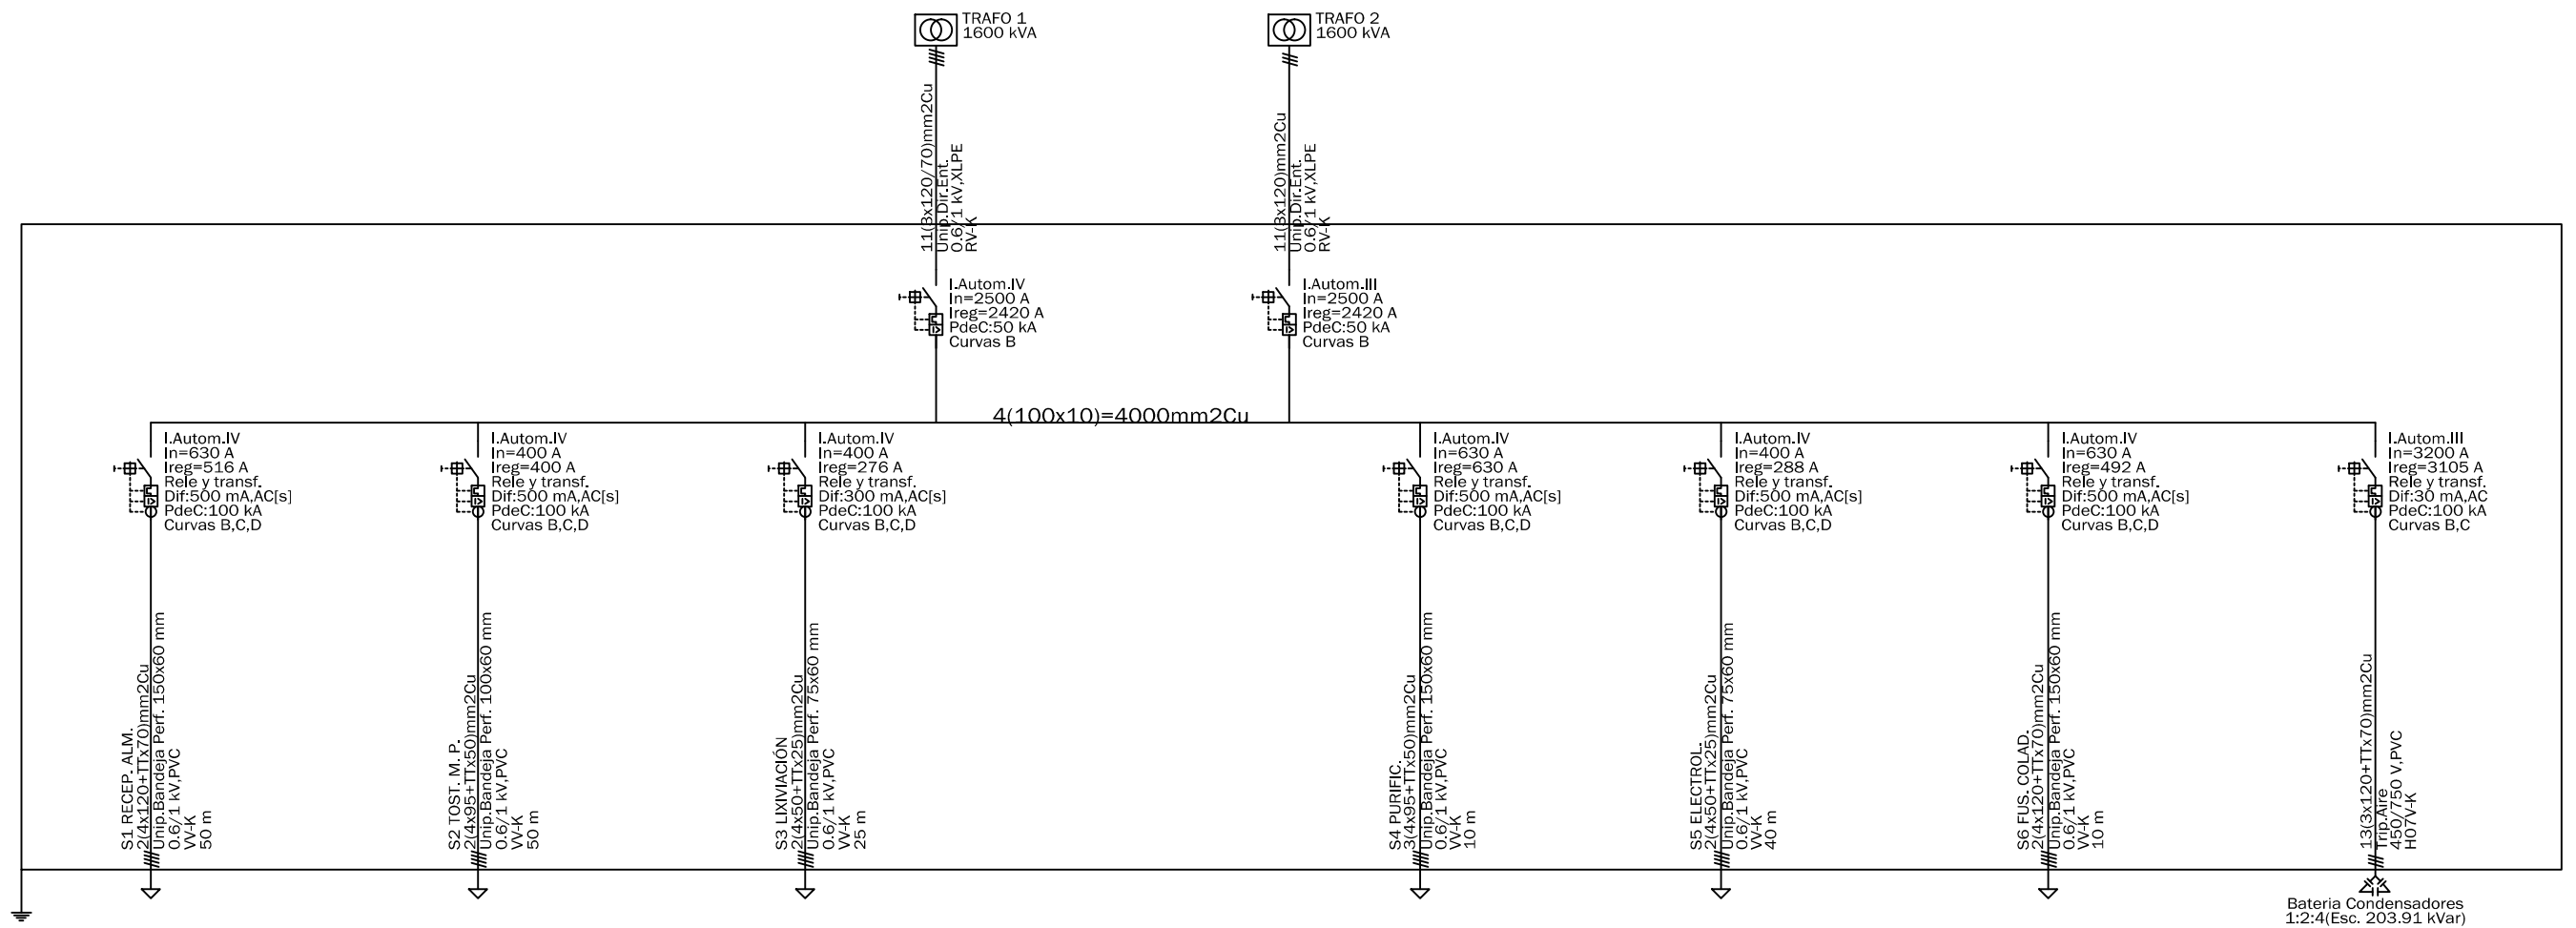 TRAFO 1
1600 kVA
TRAFO 2
1600 kVA
11(3x120/70)mm2Cu
Unip.Dir.Ent.
0.6/1 kV,XLPE
RV-K
11(3x120)mm2Cu
Unip.Dir.Ent.
0.6/1 kV,XLPE
RV-K
I.Autom.IV
In=2500 A
Ireg=2420 A
PdeC:50 kA
Curvas B
I.Autom.III
In=2500 A
Ireg=2420 A
PdeC:50 kA
Curvas B
4(100x10)=4000mm2Cu
I.Autom.IV
In=630 A
Ireg=516 A
Rele y transf.
Dif:500 mA,AC[s]
PdeC:100 kA
Curvas B,C,D
I.Autom.IV
In=400 A
Ireg=400 A
Rele y transf.
Dif:500 mA,AC[s]
PdeC:100 kA
Curvas B,C,D
I.Autom.IV
In=400 A
Ireg=276 A
Rele y transf.
Dif:300 mA,AC[s]
PdeC:100 kA
Curvas B,C,D
I.Autom.IV
In=630 A
Ireg=630 A
Rele y transf.
Dif:500 mA,AC[s]
PdeC:100 kA
Curvas B,C,D
I.Autom.IV
In=400 A
Ireg=288 A
Rele y transf.
Dif:500 mA,AC[s]
PdeC:100 kA
Curvas B,C,D
I.Autom.IV
In=630 A
Ireg=492 A
Rele y transf.
Dif:500 mA,AC[s]
PdeC:100 kA
Curvas B,C,D
I.Autom.III
In=3200 A
Ireg=3105 A
Rele y transf.
Dif:30 mA,AC
PdeC:100 kA
Curvas B,C
S1 RECEP. ALM.
2(4x120+TTx70)mm2Cu
Unip.Bandeja Perf. 150x60 mm
0.6/1 kV,PVC
VV-K
50 m
S2 TOST. M. P.
2(4x95+TTx50)mm2Cu
Unip.Bandeja Perf. 100x60 mm
0.6/1 kV,PVC
VV-K
50 m
S3 LIXIVIACIÓN
2(4x50+TTx25)mm2Cu
Unip.Bandeja Perf. 75x60 mm
0.6/1 kV,PVC
VV-K
25 m
S4 PURIFIC.
3(4x95+TTx50)mm2Cu
Unip.Bandeja Perf. 150x60 mm
0.6/1 kV,PVC
VV-K
10 m
S5 ELECTROL.
2(4x50+TTx25)mm2Cu
Unip.Bandeja Perf. 75x60 mm
0.6/1 kV,PVC
VV-K
40 m
S6 FUS. COLAD.
2(4x120+TTx70)mm2Cu
Unip.Bandeja Perf. 150x60 mm
0.6/1 kV,PVC
VV-K
10 m
13(3x120+TTx70)mm2Cu
Trip.Aire
450/750 V,PVC
H07V-K
Bateria Condensadores
1:2:4(Esc. 203.91 kVar)